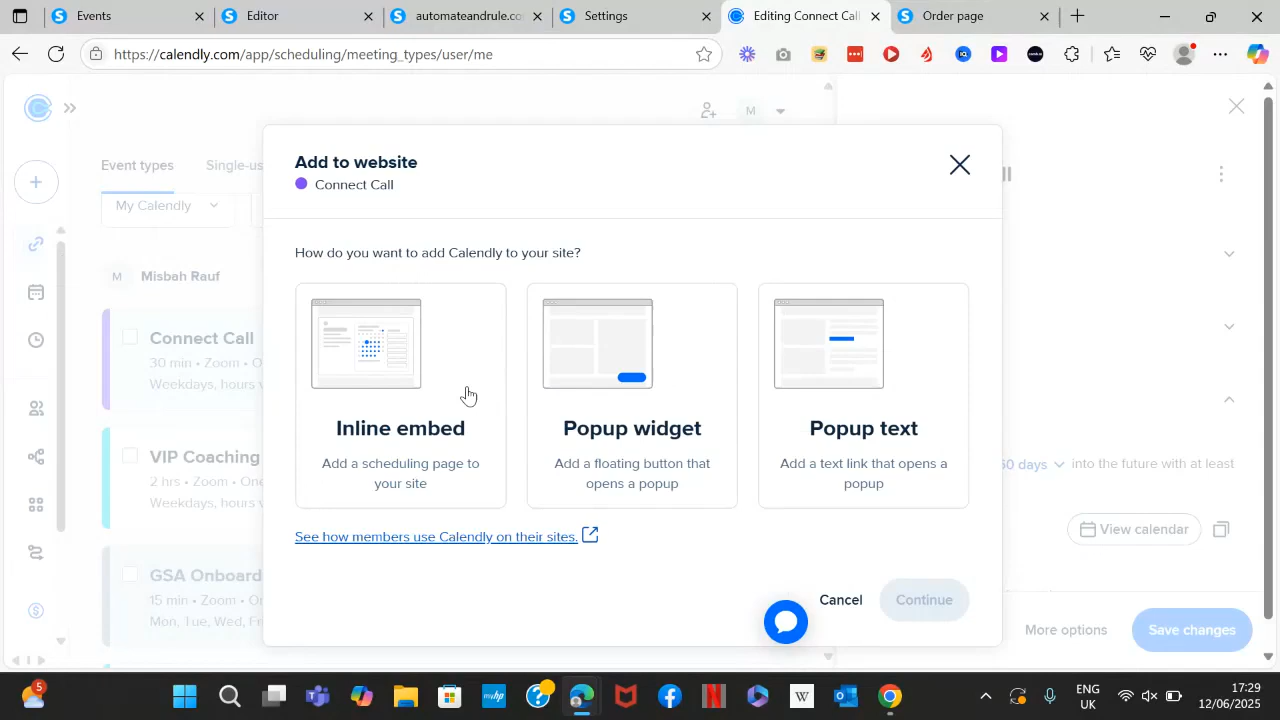 Events
Editor
automateandrule.co
Settings
Editing Connect Cal
Order page
https://calendly.com/app/scheduling/meeting_types/user/me
M
Event types
Single-us
My Calendly
M
Misbah Rauf
Connect Call
30 min • Zoom • O
Weekdays, hours v
VIP Coaching
2 hrs • Zoom • One
Weekdays, hours v
GSA Onboard
15 min • Zoom • On
Mon, Tue, Wed, Fr
Add to website
Connect Call
How do you want to add Calendly to your site?
Inline embed
Add a scheduling page to
your site
Popup widget
Add a floating button that
opens a popup
Popup text
Add a text link that opens a
popup
See how members use Calendly on their sites.
Cancel
Continue
ll
60 days
into the future with at least
View calendar
More options
Save changes
5
myhp
W
ENG
UK
17:29
12/06/2025